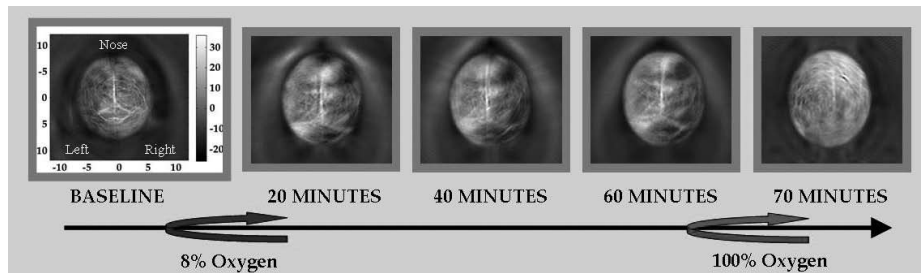 12
-5
0
5
10
Nose
Left
Right
-10 -5 0 5 10
30
20
10
0
-10
-20
BASELINE
20 MINUTES
40 MINUTES
60 MINUTES
70 MINUTES
8% Oxygen
100% Oxygen